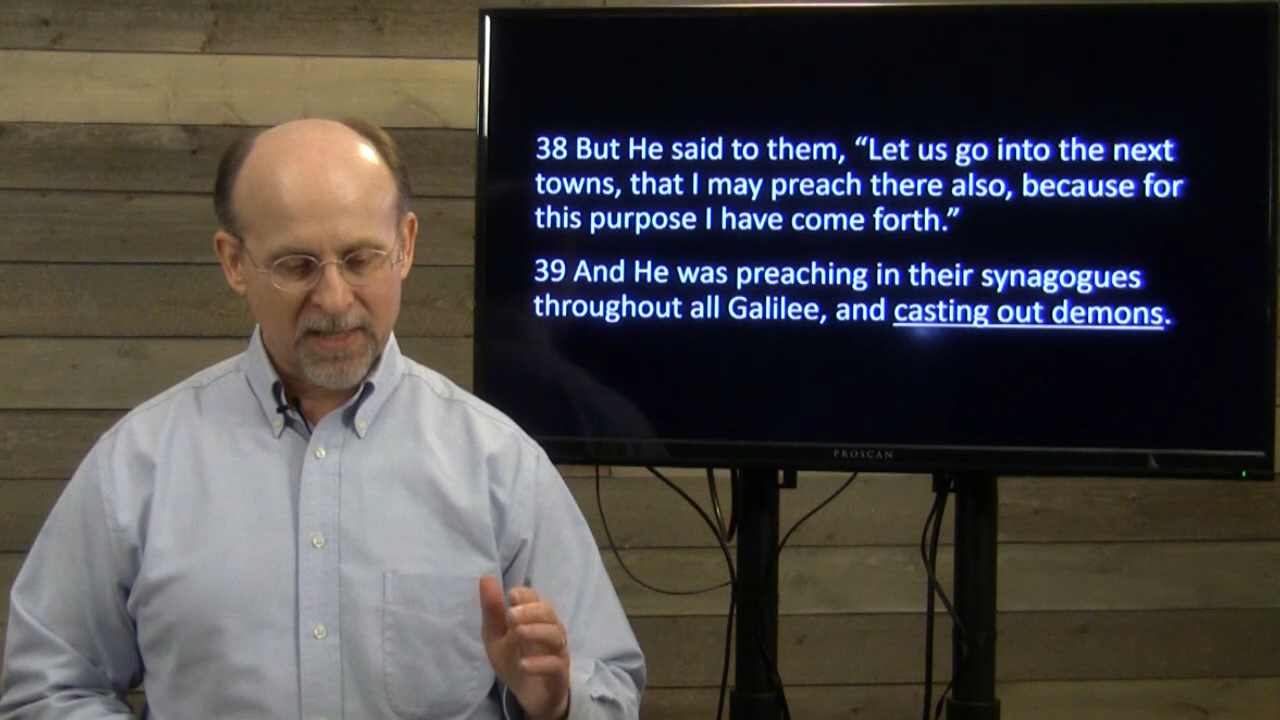 38 But He said to them, “Let us go into the next
towns, that I may preach there also, because for
this purpose I have come forth.”
39 And He was preaching in their synagogues
throughout all Galilee, and casting out demons.
PROSCAN